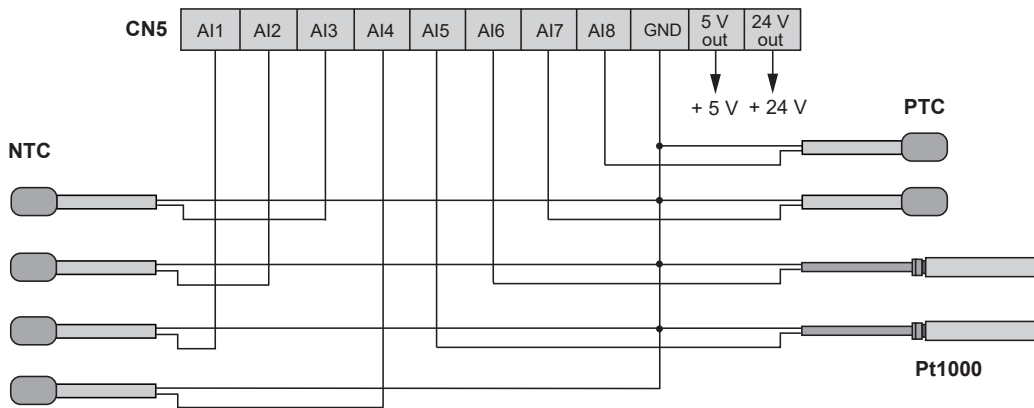 CN5
AI1
AI2
AI3
AI4
AI5
AI6
AI7
AI8
GND
5 V
out
24 V
out
+ 5 V
+ 24 V
PTC
NTC
Pt1000